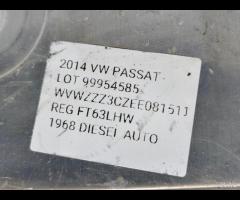 2014 VW PASSAT
LOT 99954585
WVWZZZ3CZEE081511
REG FT63LHW
1968 DIESEL AUTO